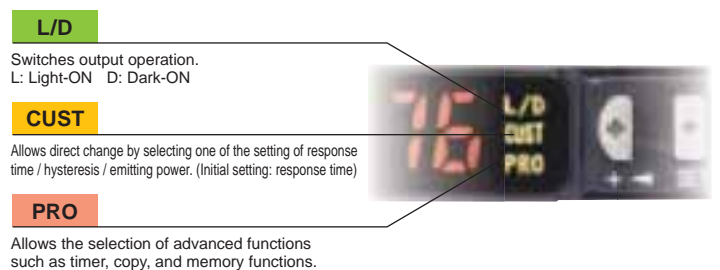 L/D
Switches output operation.
L: Light-ON D: Dark-ON
CUST
Allows direct change by selecting one of the setting of response
time / hysteresis / emitting power. (Initial setting: response time)
PRO
Allows the selection of advanced functions
such as timer, copy, and memory functions.
76
L/D
CUST
PRO